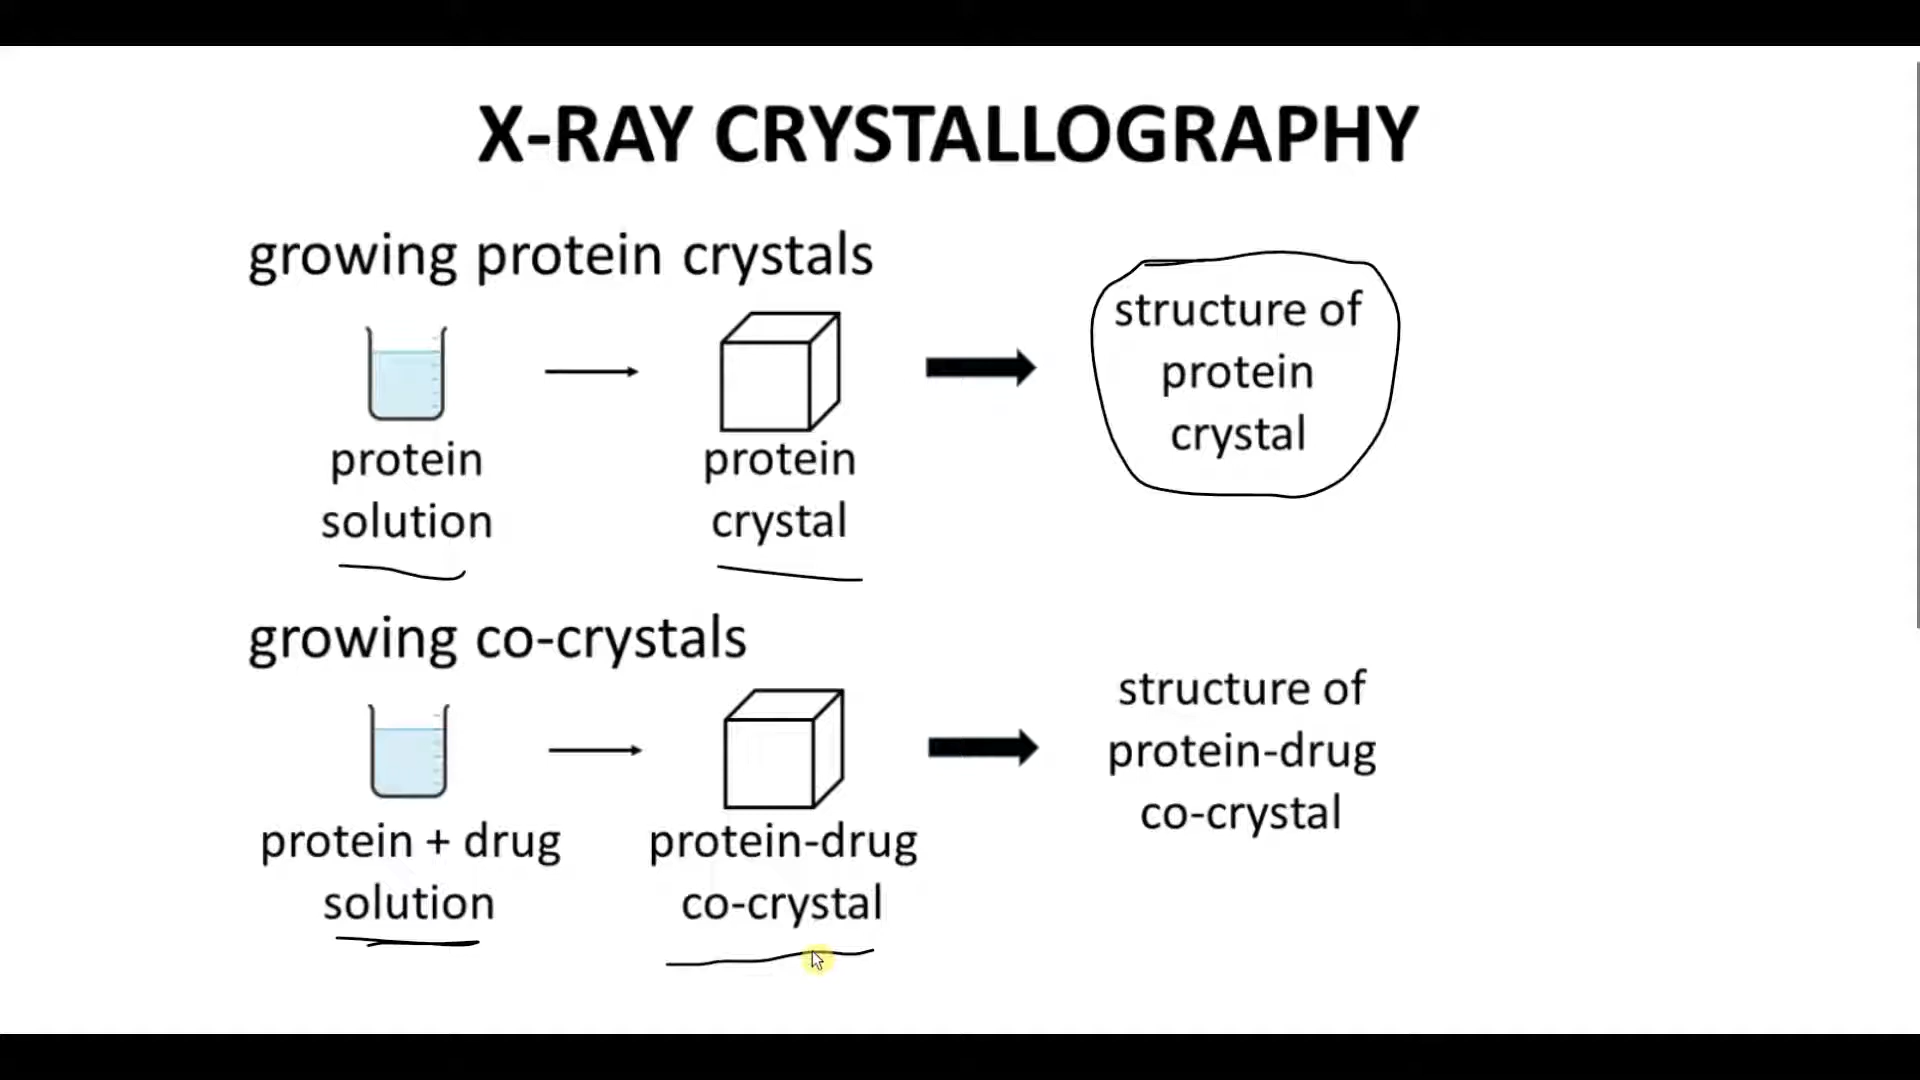 X-RAY CRYSTALLOGRAPHY
growing protein crystals
protein
solution
protein
crystal
structure of
protein
crystal
growing co-crystals
protein + drug
solution
protein-drug
co-crystal
structure of
protein-drug
co-crystal